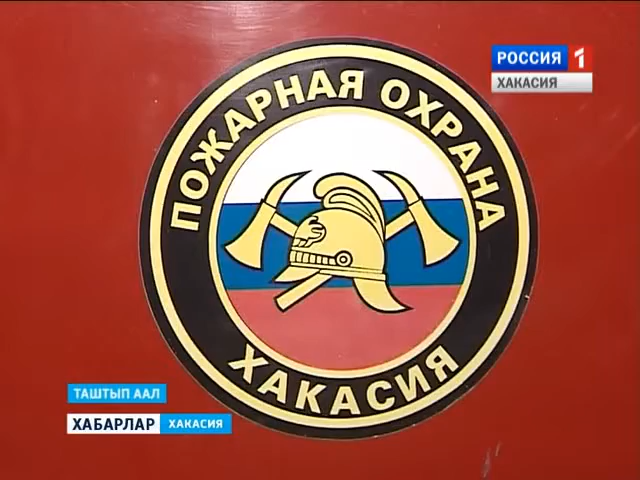 РОССИЯ 1
ХАКАСИЯ
ПОЖАРНАЯ ОХРАНА
ХАКАСИЯ
ТАШТЫП ААЛ
ХАБАРЛАР ХАКАСИЯ